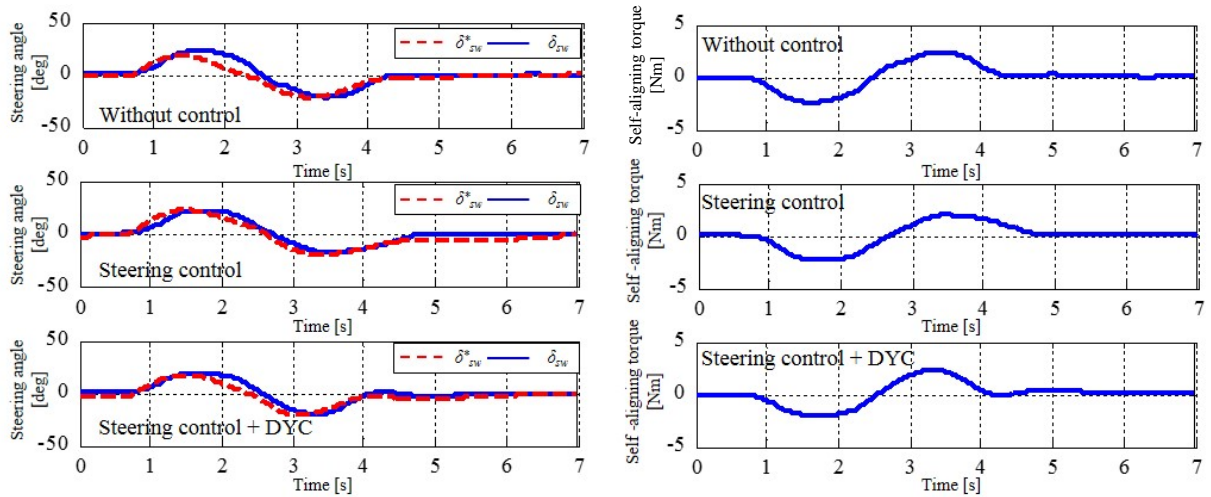 Steering angle
[deg]
50
0
-50
δ*sw δsw
Without control
0 1 2 3 4 5 6 7
Time [s]
Steering angle
[deg]
50
0
-50
δ*sw δsw
Steering control
0 1 2 3 4 5 6 7
Time [s]
Steering angle
[deg]
50
0
-50
δ*sw δsw
Steering control + DYC
0 1 2 3 4 5 6 7
Time [s]
Self-aligning torque
[Nm]
5
0
-5
Without control
0 1 2 3 4 5 6 7
Time [s]
Self -aligning torque
[Nm]
5
0
-5
Steering control
0 1 2 3 4 5 6 7
Time [s]
Self -aligning torque
[Nm]
5
0
-5
Steering control + DYC
0 1 2 3 4 5 6 7
Time [s]